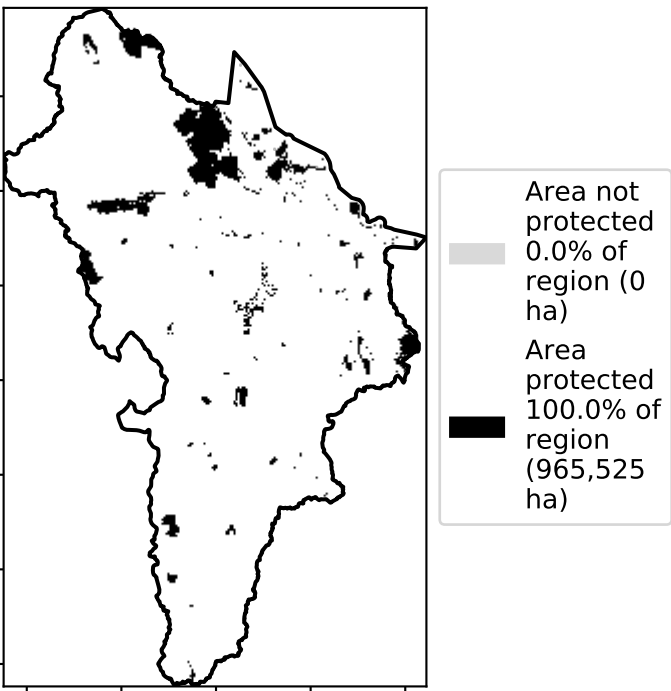 Area not
protected
0.0% of
region (0
ha)
Area
protected
100.0% of
region
(965,525
ha)